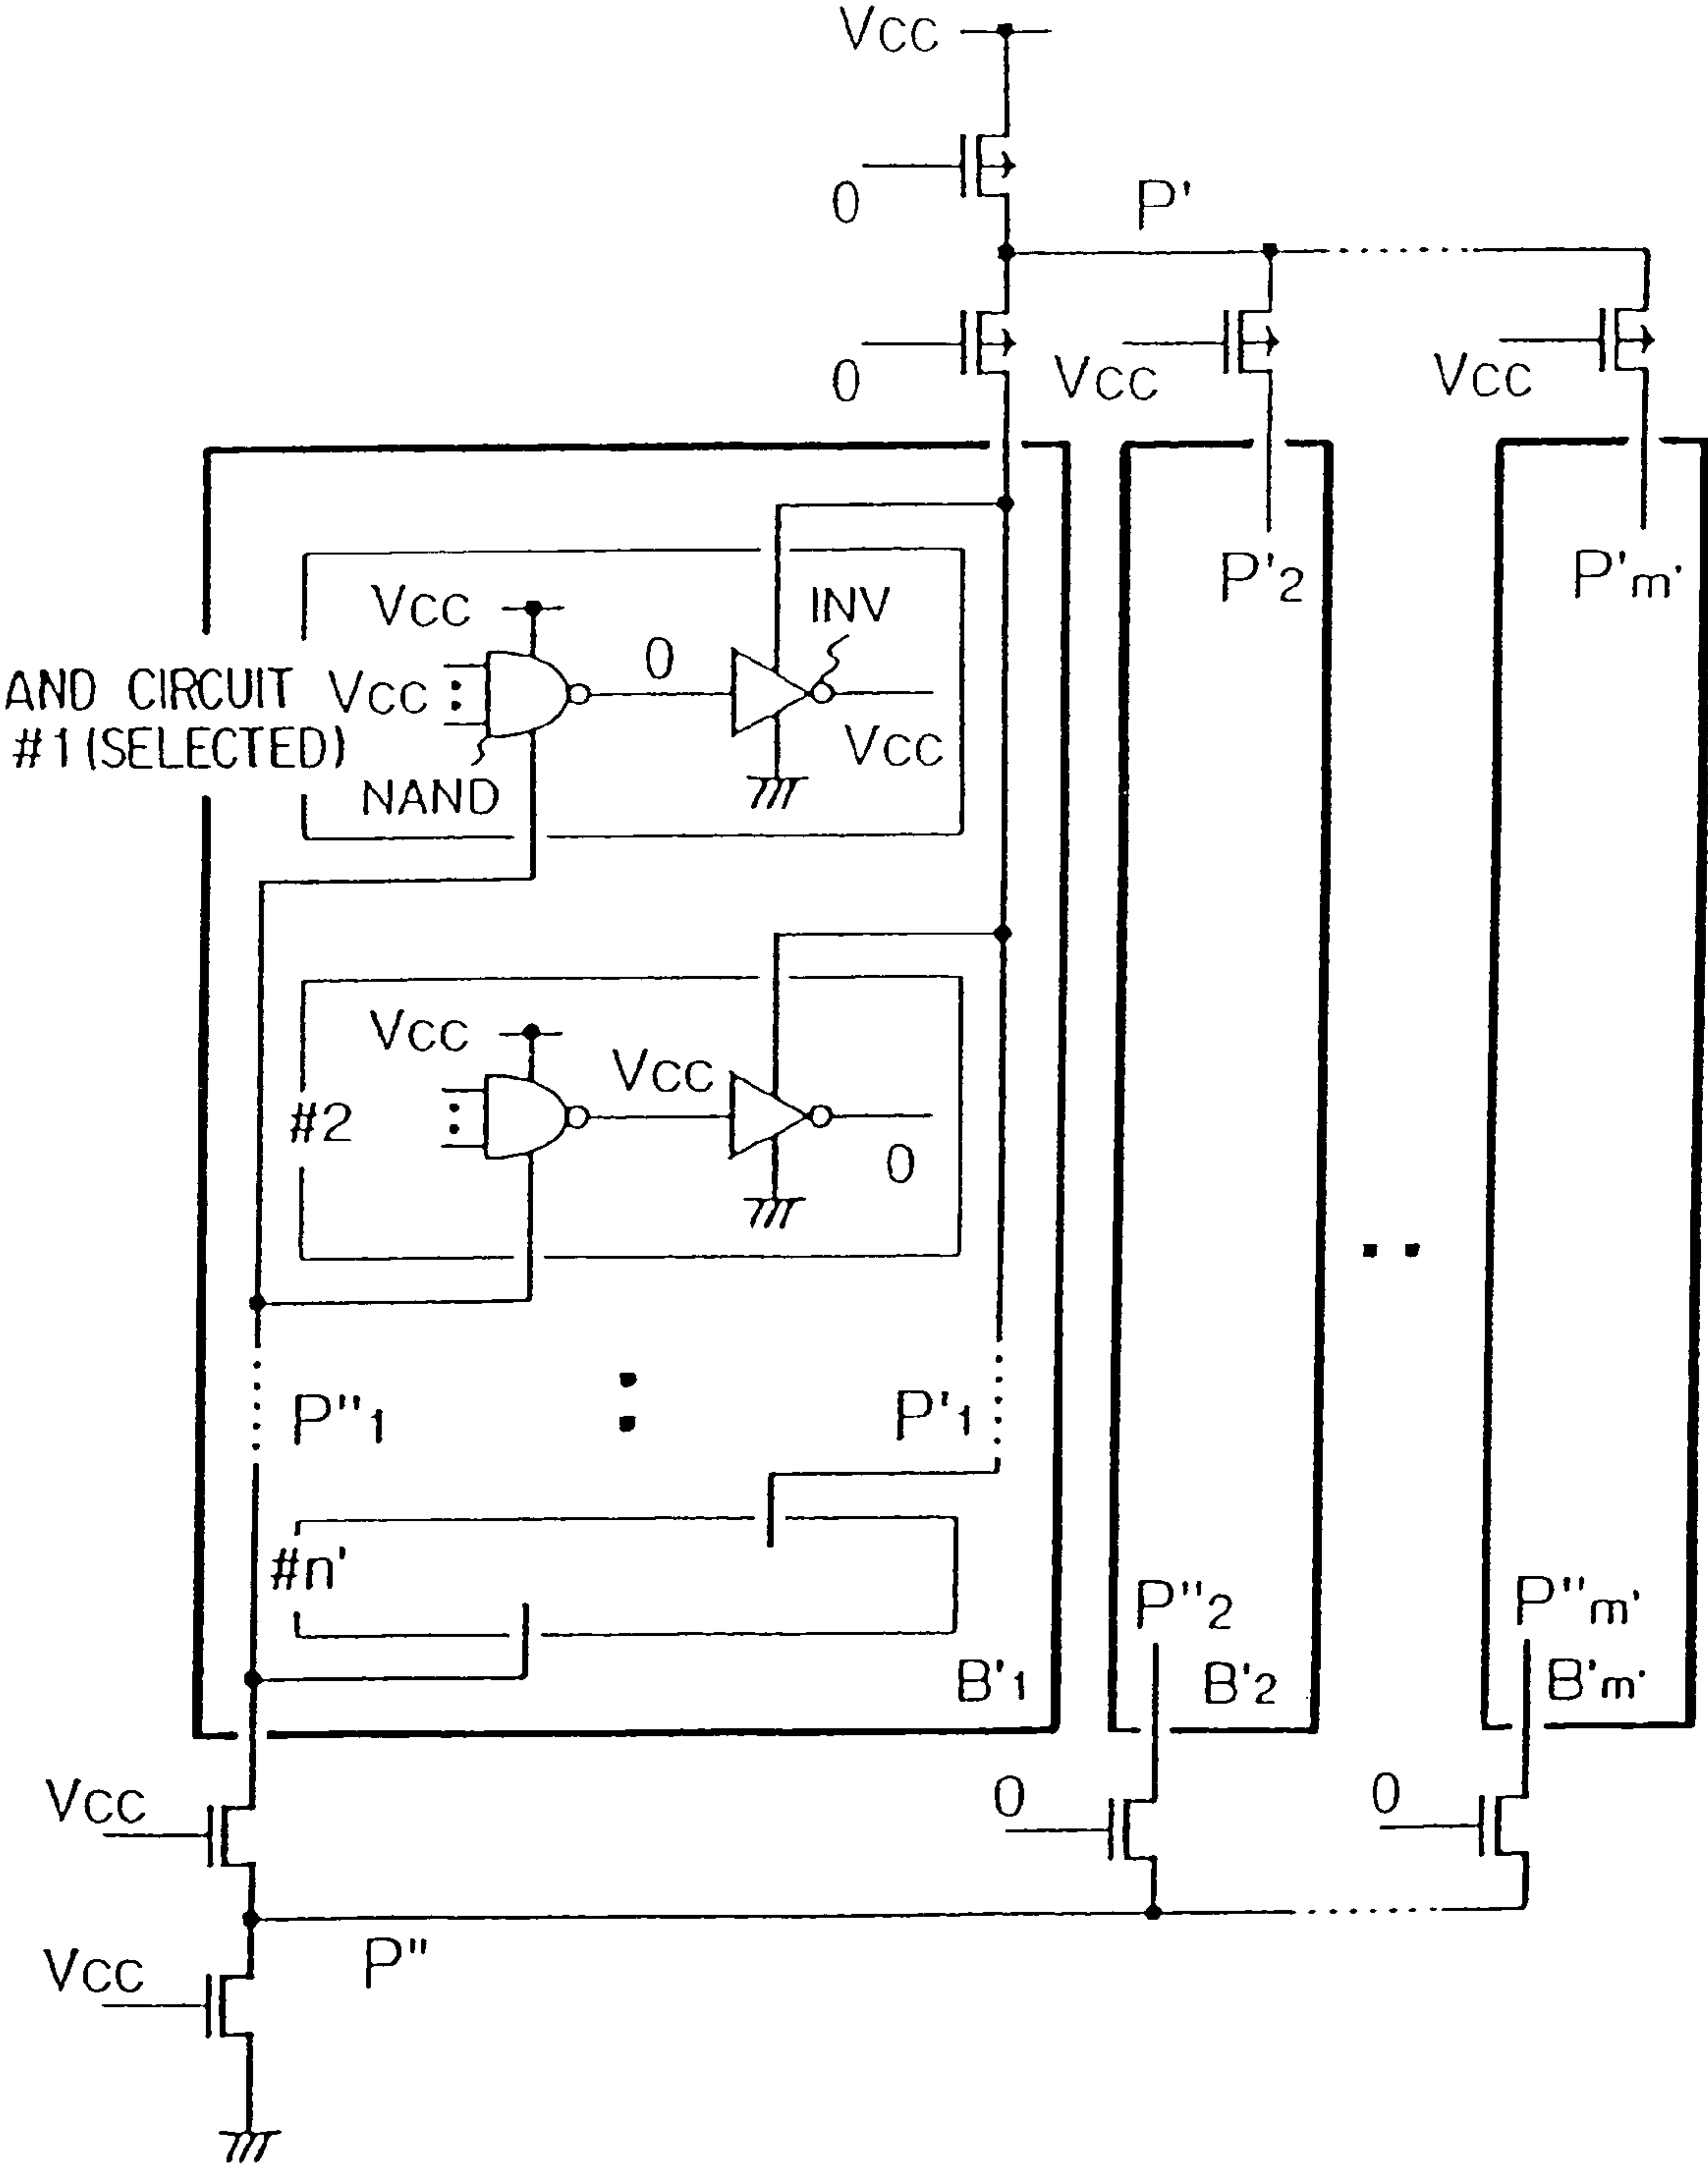 VCC
0
P'
0
VCC
VCC
P'2
P'm'
VCC
INV
0
AND CIRCUIT
#1(SELECTED)
VCC
VCC
NAND
VCC
VCC
#2
0
P"1
P'1
#n'
P"2
P"m'
B'1
B'2
B'm'
VCC
0
0
P"
VCC